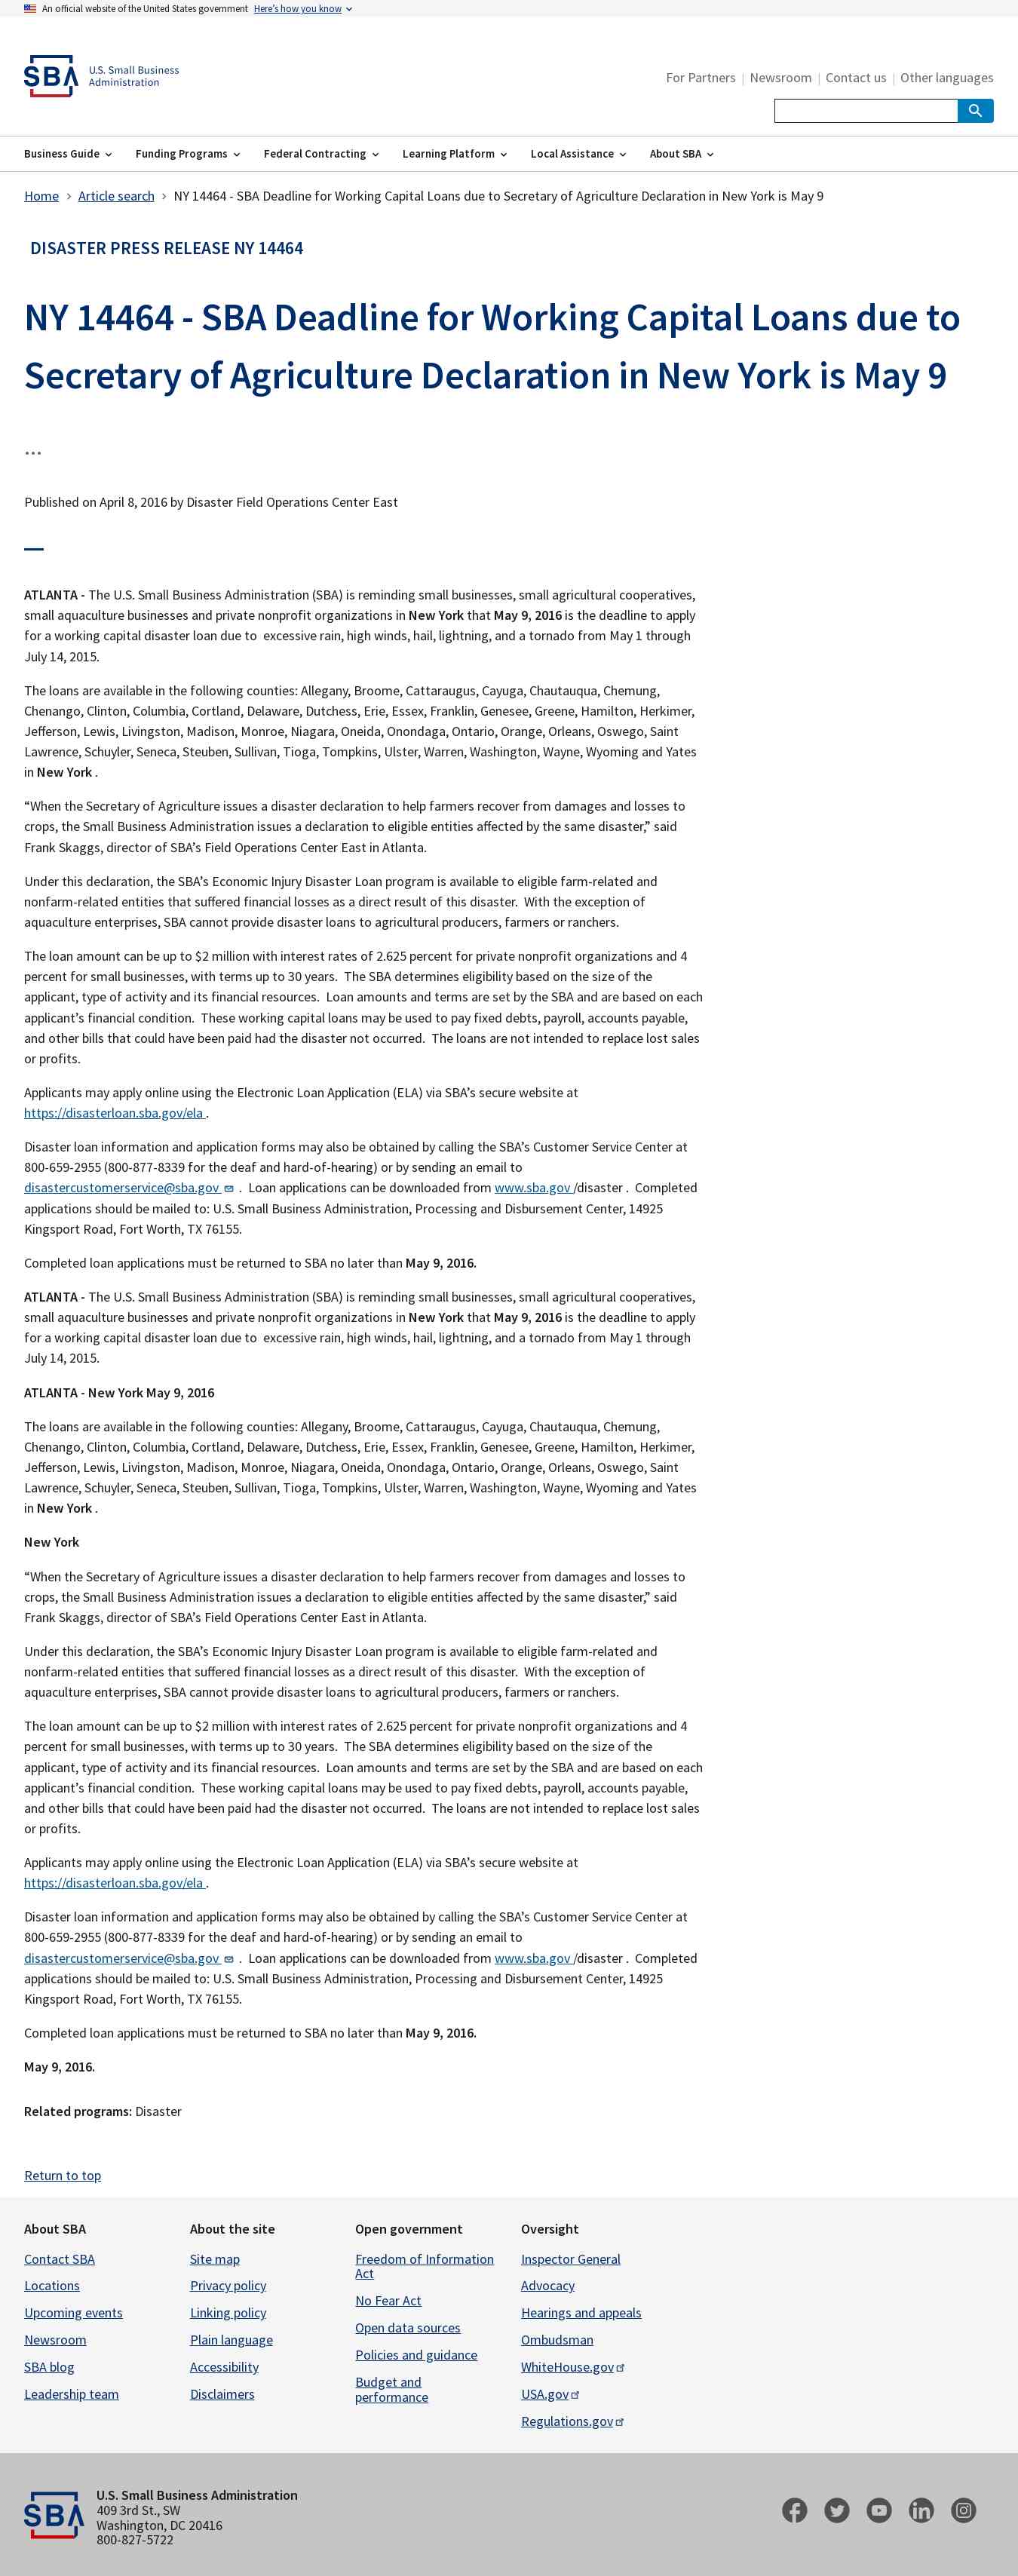 An official website of the United States government Here's how you know
SBA U.S. Small Business
Administration
For Partners | Newsroom | Contact us | Other languages
Business Guide Funding Programs Federal Contracting Learning Platform Local Assistance About SBA
Home > Article search > NY 14464 - SBA Deadline for Working Capital Loans due to Secretary of Agriculture Declaration in New York is May 9
DISASTER PRESS RELEASE NY 14464
NY 14464 - SBA Deadline for Working Capital Loans due to
Secretary of Agriculture Declaration in New York is May 9
...
Published on April 8, 2016 by Disaster Field Operations Center East
ATLANTA - The U.S. Small Business Administration (SBA) is reminding small businesses, small agricultural cooperatives,
small aquaculture businesses and private nonprofit organizations in New York that May 9, 2016 is the deadline to apply
for a working capital disaster loan due to excessive rain, high winds, hail, lightning, and a tornado from May 1 through
July 14, 2015.
The loans are available in the following counties: Allegany, Broome, Cattaraugus, Cayuga, Chautauqua, Chemung,
Chenango, Clinton, Columbia, Cortland, Delaware, Dutchess, Erie, Essex, Franklin, Genesee, Greene, Hamilton, Herkimer,
Jefferson, Lewis, Livingston, Madison, Monroe, Niagara, Oneida, Onondaga, Ontario, Orange, Orleans, Oswego, Saint
Lawrence, Schuyler, Seneca, Steuben, Sullivan, Tioga, Tompkins, Ulster, Warren, Washington, Wayne, Wyoming and Yates
in New York .
“When the Secretary of Agriculture issues a disaster declaration to help farmers recover from damages and losses to
crops, the Small Business Administration issues a declaration to eligible entities affected by the same disaster,” said
Frank Skaggs, director of SBA’s Field Operations Center East in Atlanta.
Under this declaration, the SBA’s Economic Injury Disaster Loan program is available to eligible farm-related and
nonfarm-related entities that suffered financial losses as a direct result of this disaster. With the exception of
aquaculture enterprises, SBA cannot provide disaster loans to agricultural producers, farmers or ranchers.
The loan amount can be up to $2 million with interest rates of 2.625 percent for private nonprofit organizations and 4
percent for small businesses, with terms up to 30 years. The SBA determines eligibility based on the size of the
applicant, type of activity and its financial resources. Loan amounts and terms are set by the SBA and are based on each
applicant’s financial condition. These working capital loans may be used to pay fixed debts, payroll, accounts payable,
and other bills that could have been paid had the disaster not occurred. The loans are not intended to replace lost sales
or profits.
Applicants may apply online using the Electronic Loan Application (ELA) via SBA’s secure website at
https://disasterloan.sba.gov/ela .
Disaster loan information and application forms may also be obtained by calling the SBA’s Customer Service Center at
800-659-2955 (800-877-8339 for the deaf and hard-of-hearing) or by sending an email to
disastercustomerservice@sba.gov . Loan applications can be downloaded from www.sba.gov /disaster . Completed
applications should be mailed to: U.S. Small Business Administration, Processing and Disbursement Center, 14925
Kingsport Road, Fort Worth, TX 76155.
Completed loan applications must be returned to SBA no later than May 9, 2016.
ATLANTA - The U.S. Small Business Administration (SBA) is reminding small businesses, small agricultural cooperatives,
small aquaculture businesses and private nonprofit organizations in New York that May 9, 2016 is the deadline to apply
for a working capital disaster loan due to excessive rain, high winds, hail, lightning, and a tornado from May 1 through
July 14, 2015.
ATLANTA - New York May 9, 2016
The loans are available in the following counties: Allegany, Broome, Cattaraugus, Cayuga, Chautauqua, Chemung,
Chenango, Clinton, Columbia, Cortland, Delaware, Dutchess, Erie, Essex, Franklin, Genesee, Greene, Hamilton, Herkimer,
Jefferson, Lewis, Livingston, Madison, Monroe, Niagara, Oneida, Onondaga, Ontario, Orange, Orleans, Oswego, Saint
Lawrence, Schuyler, Seneca, Steuben, Sullivan, Tioga, Tompkins, Ulster, Warren, Washington, Wayne, Wyoming and Yates
in New York .
New York
“When the Secretary of Agriculture issues a disaster declaration to help farmers recover from damages and losses to
crops, the Small Business Administration issues a declaration to eligible entities affected by the same disaster,” said
Frank Skaggs, director of SBA’s Field Operations Center East in Atlanta.
Under this declaration, the SBA’s Economic Injury Disaster Loan program is available to eligible farm-related and
nonfarm-related entities that suffered financial losses as a direct result of this disaster. With the exception of
aquaculture enterprises, SBA cannot provide disaster loans to agricultural producers, farmers or ranchers.
The loan amount can be up to $2 million with interest rates of 2.625 percent for private nonprofit organizations and 4
percent for small businesses, with terms up to 30 years. The SBA determines eligibility based on the size of the
applicant, type of activity and its financial resources. Loan amounts and terms are set by the SBA and are based on each
applicant’s financial condition. These working capital loans may be used to pay fixed debts, payroll, accounts payable,
and other bills that could have been paid had the disaster not occurred. The loans are not intended to replace lost sales
or profits.
Applicants may apply online using the Electronic Loan Application (ELA) via SBA’s secure website at
https://disasterloan.sba.gov/ela .
Disaster loan information and application forms may also be obtained by calling the SBA’s Customer Service Center at
800-659-2955 (800-877-8339 for the deaf and hard-of-hearing) or by sending an email to
disastercustomerservice@sba.gov . Loan applications can be downloaded from www.sba.gov /disaster . Completed
applications should be mailed to: U.S. Small Business Administration, Processing and Disbursement Center, 14925
Kingsport Road, Fort Worth, TX 76155.
Completed loan applications must be returned to SBA no later than May 9, 2016.
May 9, 2016.
Related programs: Disaster
Return to top
About SBA
Contact SBA
Locations
Upcoming events
Newsroom
SBA blog
Leadership team
About the site
Site map
Privacy policy
Linking policy
Plain language
Accessibility
Disclaimers
Open government
Freedom of Information
Act
No Fear Act
Open data sources
Policies and guidance
Budget and
performance
Oversight
Inspector General
Advocacy
Hearings and appeals
Ombudsman
WhiteHouse.gov
USA.gov
Regulations.gov
SBA
U.S. Small Business Administration
409 3rd St., SW
Washington, DC 20416
800-827-5722